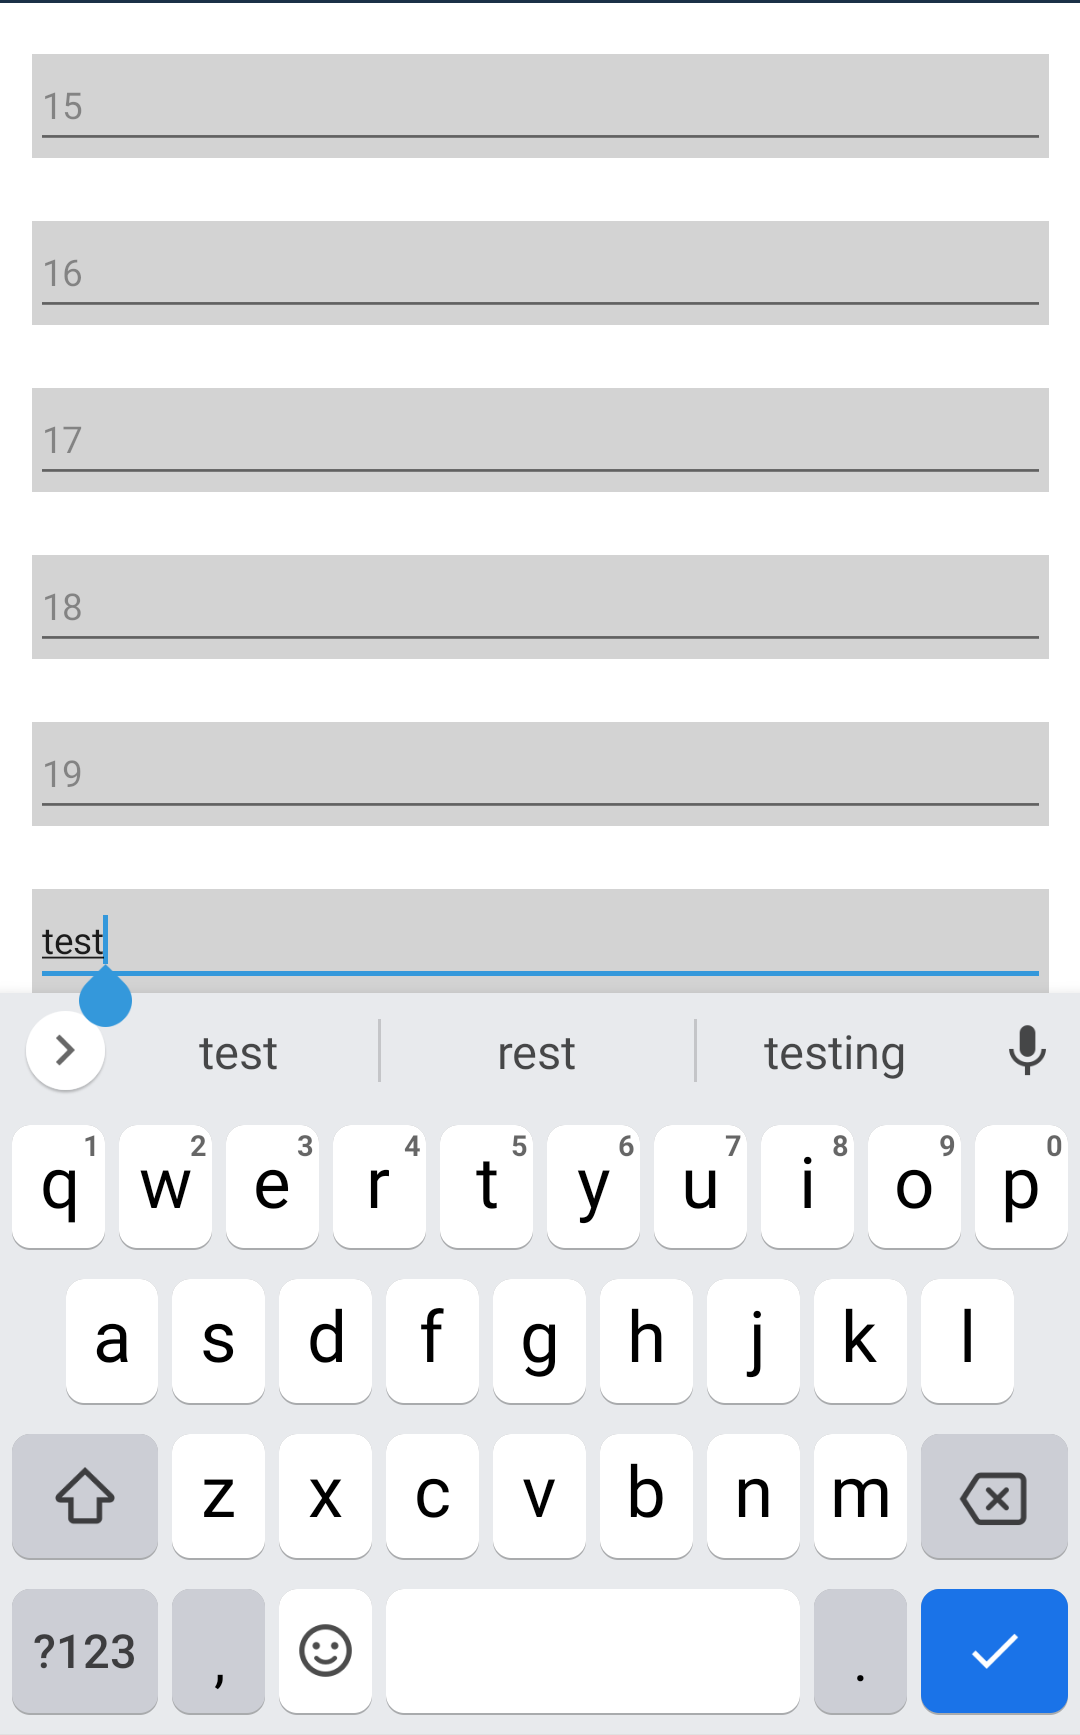 15
16
17
18
19
test
test rest testing
q 1 w 2 e 3 r 4 t 5 y 6 u 7 i 8 o 9 p 0
a s d f g h j k l
z x c v b n m
?123 , .